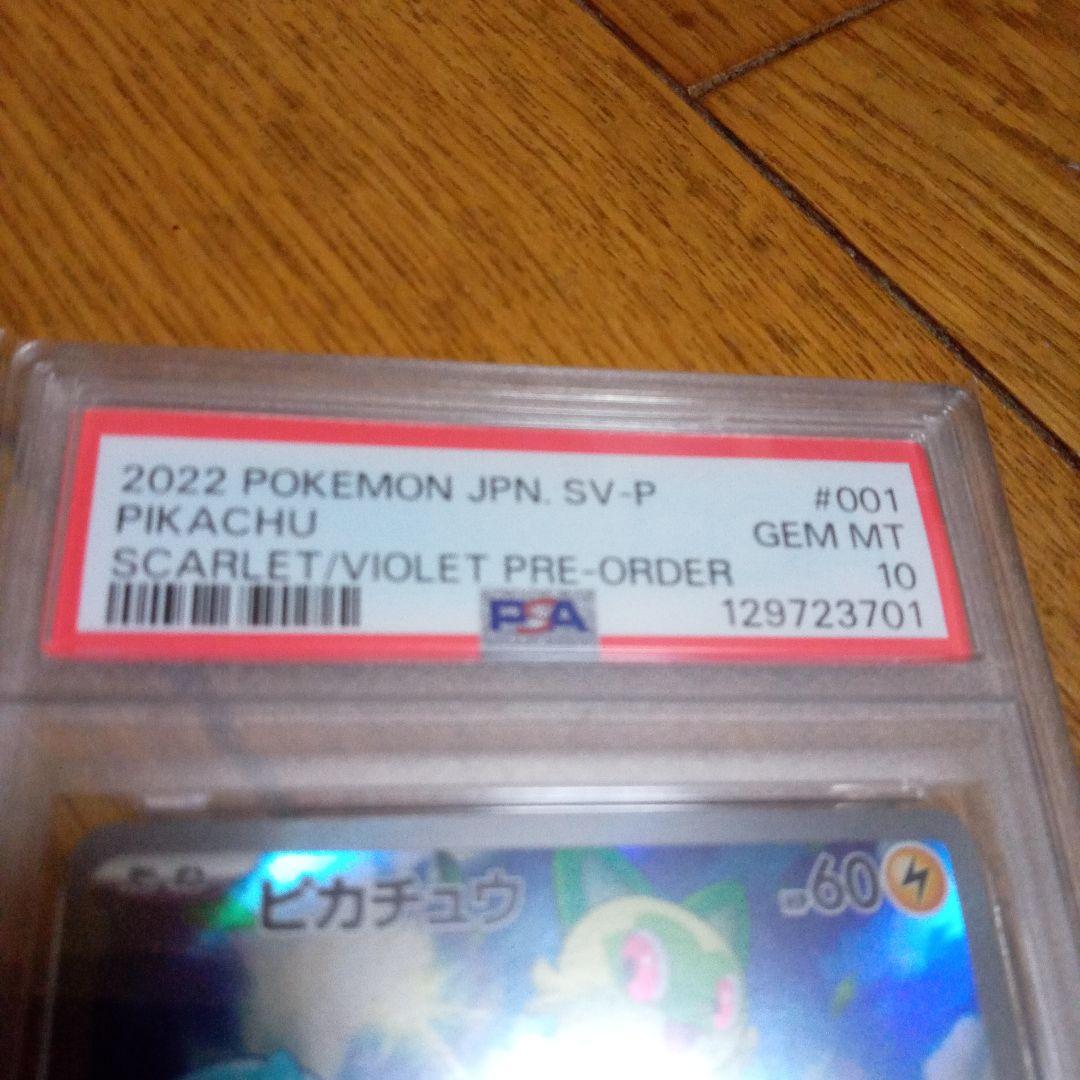 2022 POKEMON JPN. SV-P #001
PIKACHU GEM MT
SCARLET/VIOLET PRE-ORDER 10
PSA 129723701
ピカチュウ HP 60